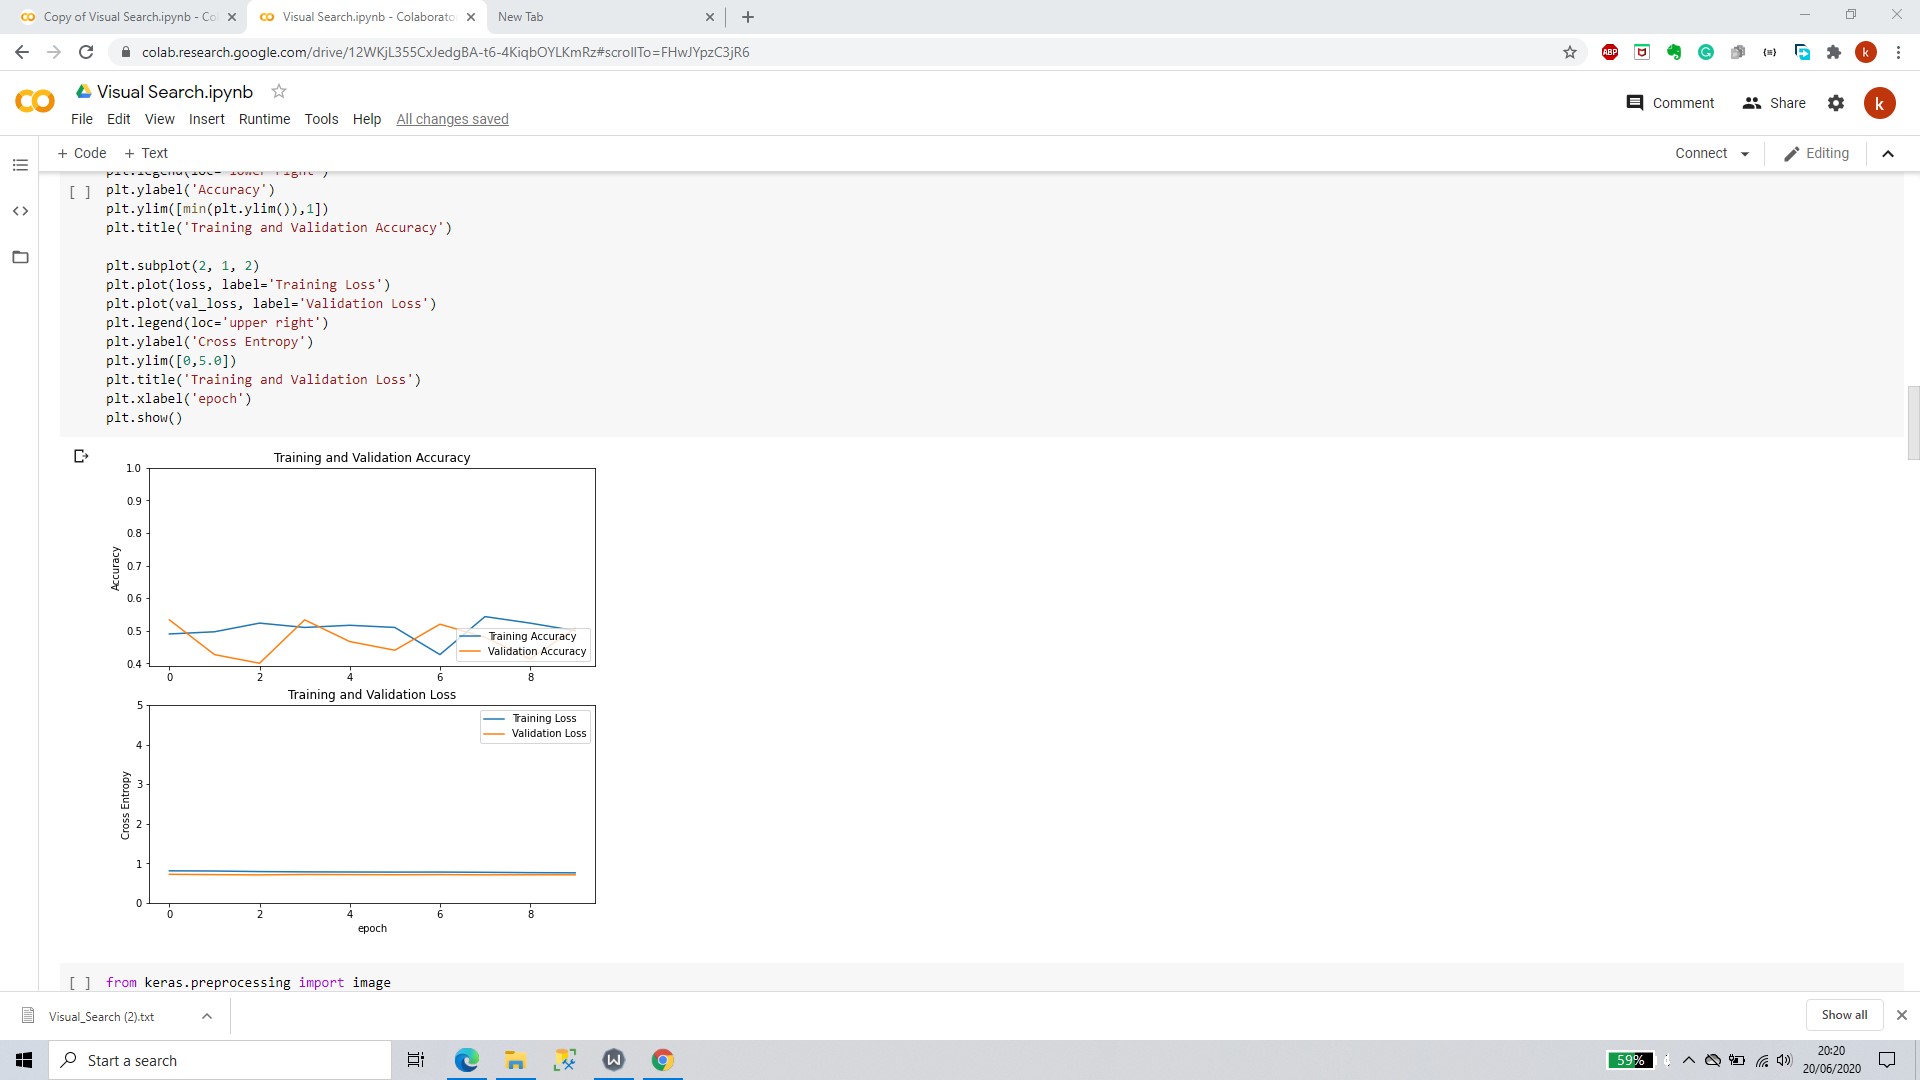 Copy of Visual Search.ipynb - Co
Visual Search.ipynb - Colaborato
New Tab
colab.research.google.com/drive/12WKjL355CxJedgBA-t6-4KiqbOYLKmRz#scrollTo=FHwJYpzC3jR6
ABP
k
Visual Search.ipynb
Comment
Share
k
File Edit View Insert Runtime Tools Help All changes saved
+ Code + Text
Connect
Editing
plt.legend(loc='lower right')
[ ] plt.ylabel('Accuracy')
plt.ylim([min(plt.ylim()),1])
plt.title('Training and Validation Accuracy')
plt.subplot(2, 1, 2)
plt.plot(loss, label='Training Loss')
plt.plot(val_loss, label='Validation Loss')
plt.legend(loc='upper right')
plt.ylabel('Cross Entropy')
plt.ylim([0,5.0])
plt.title('Training and Validation Loss')
plt.xlabel('epoch')
plt.show()
Training and Validation Accuracy
1.0
0.9
0.8
0.7
0.6
0.5
0.4
Accuracy
Training Accuracy
Validation Accuracy
0 2 4 6 8
Training and Validation Loss
5
4
3
2
1
0
Cross Entropy
Training Loss
Validation Loss
0 2 4 6 8
epoch
[ ] from keras.preprocessing import image
Visual_Search (2).txt
Show all
Start a search
59%
20:20
20/06/2020